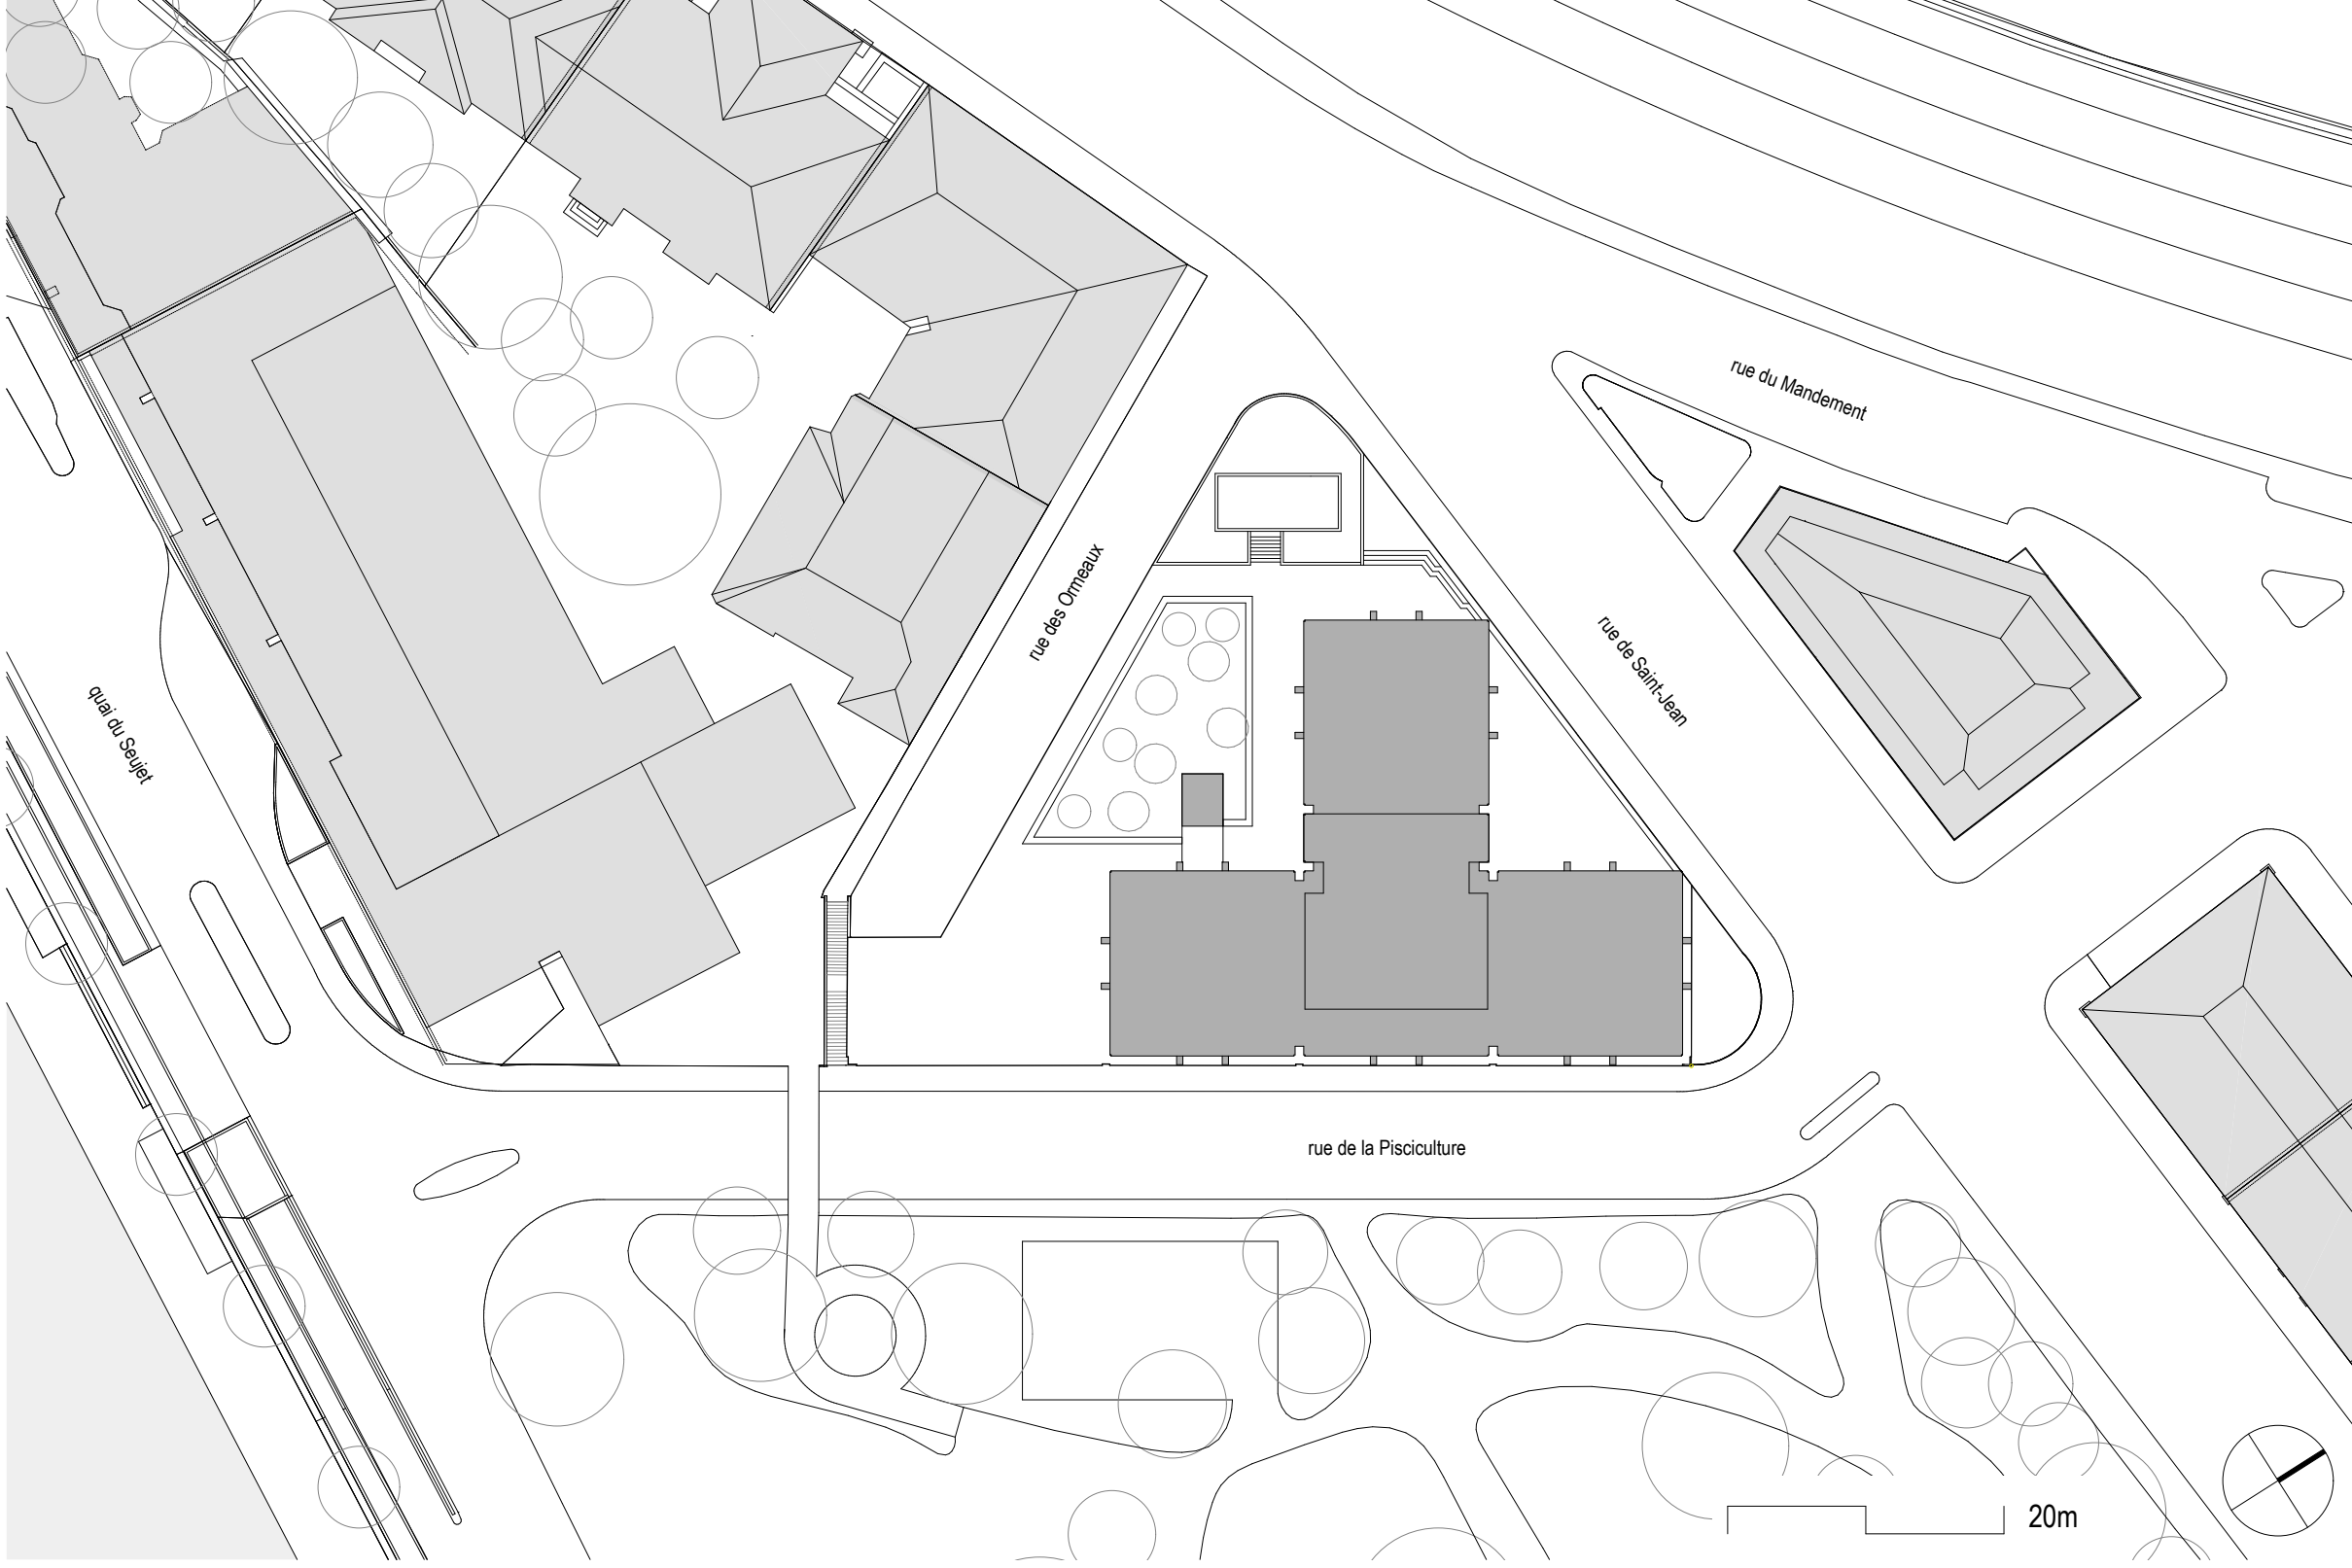 rue du Mandement
rue des Ormeaux
rue de Saint-Jean
quai du Seujet
rue de la Pisciculture
20m